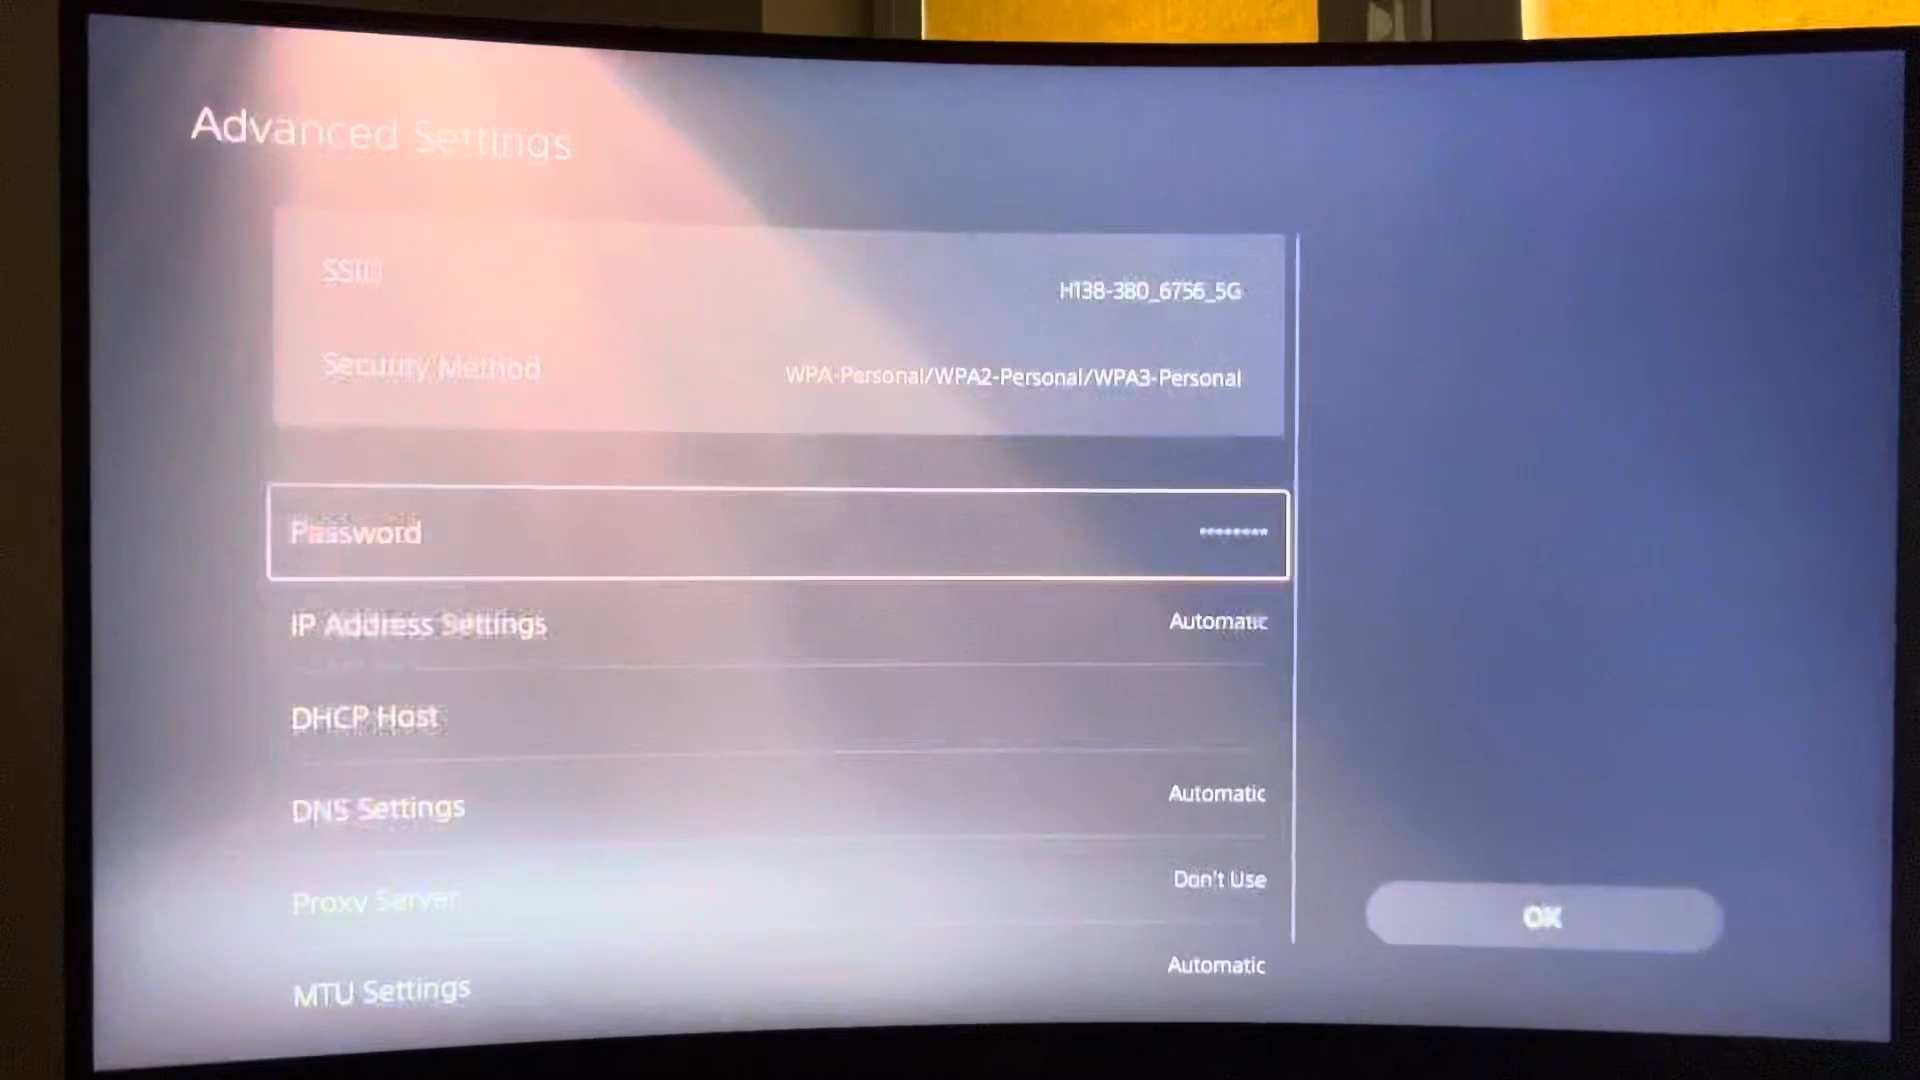 Advanced Settings
SSID
H138-380_6756_5G
Security Method
WPA-Personal/WPA2-Personal/WPA3-Personal
Password
********
IP Address Settings
Automatic
DHCP Host
DNS Settings
Automatic
Proxy Server
Don't Use
MTU Settings
Automatic
OK